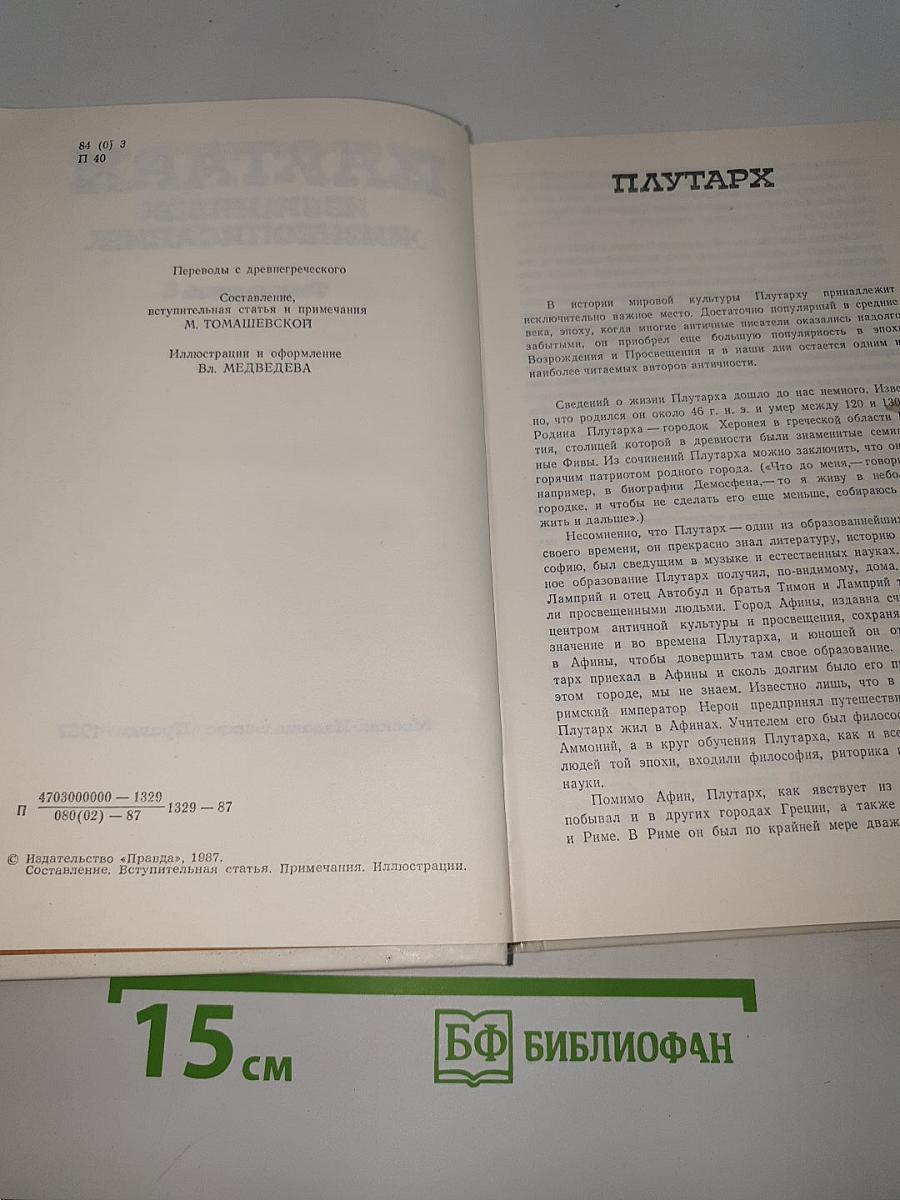 84 (0) 3
П 40
Переводы с древнегреческого
Составление,
вступительная статья и примечания
М. ТОМАШЕВСКОЙ
Иллюстрации и оформление
Вл. МЕДВЕДЕВА
П 4703000000 — 1329
080(02) — 87
1329 — 87
© Издательство «Правда», 1987.
Составление. Вступительная статья. Примечания. Иллюстрации.
ПЛУТАРХ
В истории мировой культуры Плутарху принадлежит
исключительно важное место. Достаточно популярный в средние
века, эпоху, когда многие античные писатели оказались надолго
забытыми, он приобрел еще большую популярность в эпохи
Возрождения и Просвещения и в наши дни остается одним и
наиболее читаемых авторов античности.
Сведений о жизни Плутарха дошло до нас немного. Изве
но, что родился он около 46 г. н. э. и умер между 120 и 130
Родина Плутарха — городок Херонея в греческой области
тия, столицей которой в древности были знаменитые семи
ные Фивы. Из сочинений Плутарха можно заключить, что он
горячим патриотом родного города. («Что до меня,— говори
например, в биографии Демосфена,— то я живу в небо
городке, и чтобы не сделать его еще меньше, собираюсь
жить и дальше».)
Несомненно, что Плутарх — один из образованнейших
своего времени, он прекрасно знал литературу, историю
софию, был сведущим в музыке и естественных науках.
ное образование Плутарх получил, по-видимому, дома.
Ламприй и отец Автобул и братья Тимон и Ламприй
ли просвещенными людьми. Город Афины, издавна сч
центром античной культуры и просвещения, сохраня
значение и во времена Плутарха, и юношей он от
в Афины, чтобы довершить там свое образование.
тарх приехал в Афины и сколь долгим было его п
этом городе, мы не знаем. Известно лишь, что в
римский император Нерон предпринял путешестви
Плутарх жил в Афинах. Учителем его был философ
Аммоний, а в круг обучения Плутарха, как и все
людей той эпохи, входили философия, риторика и
науки.
Помимо Афин, Плутарх, как явствует из
побывал и в других городах Греции, а также
и Риме. В Риме он был по крайней мере дваж
15 см
БФ БИБЛИОФАН